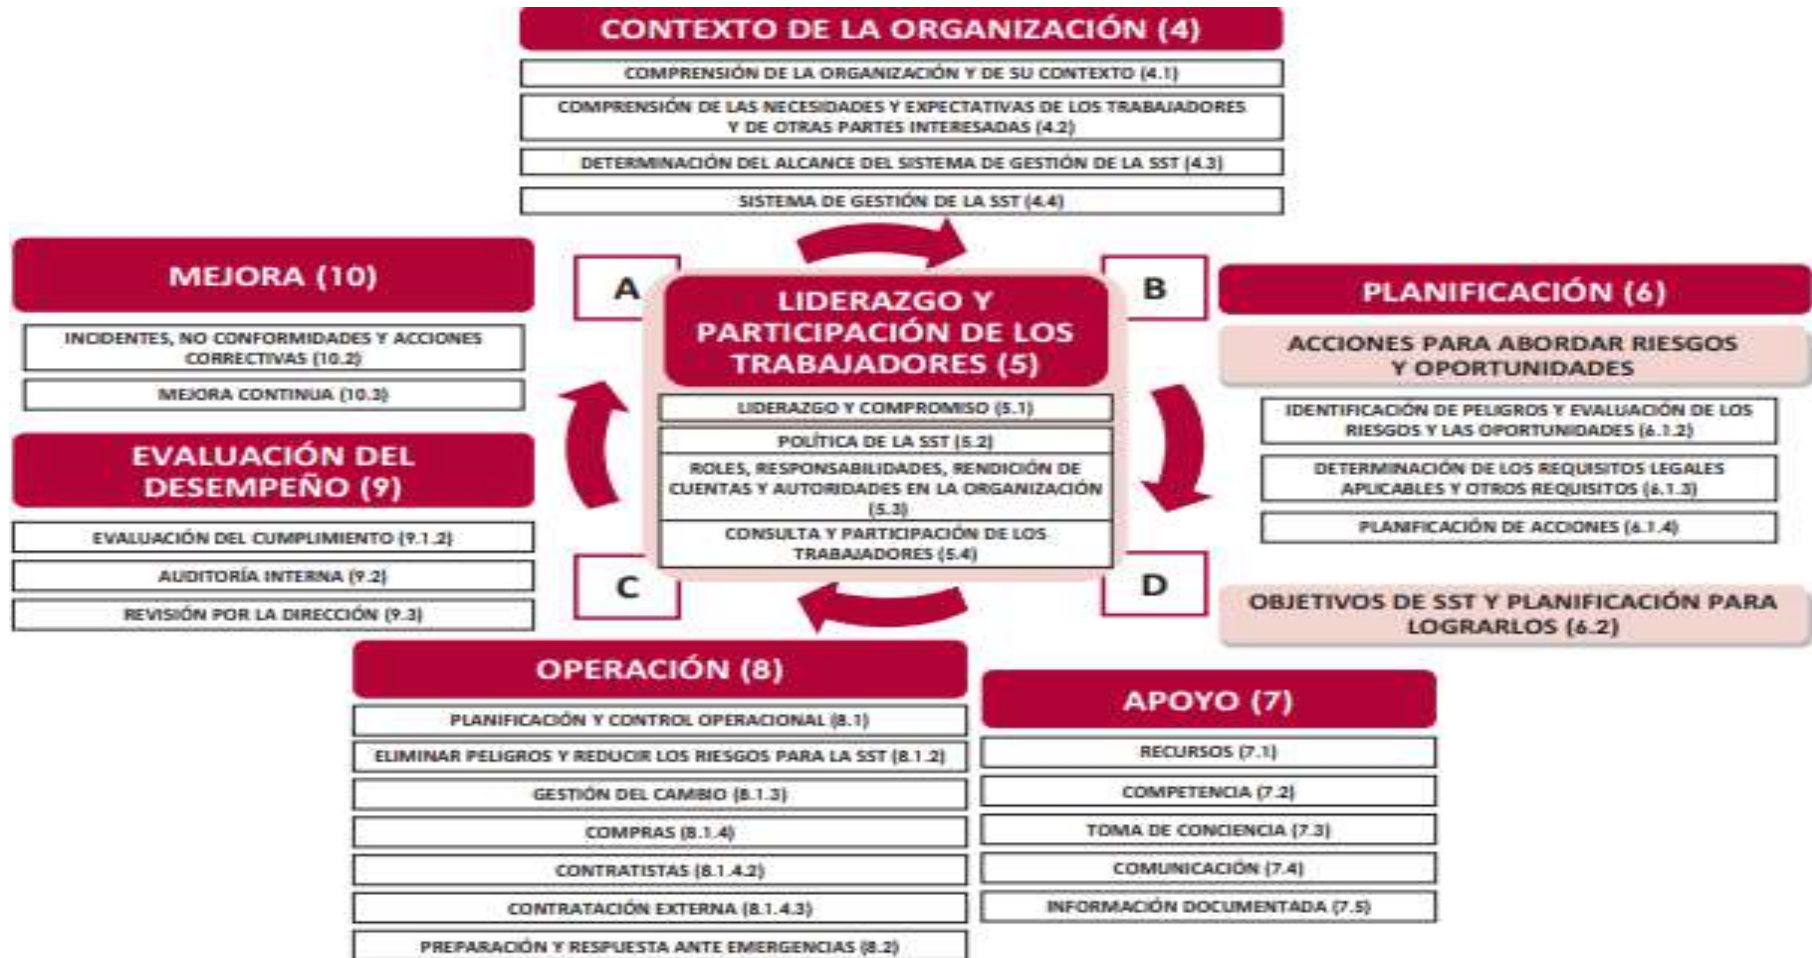 CONTEXTO DE LA ORGANIZACIÓN (4)
COMPRENSIÓN DE LA ORGANIZACIÓN Y DE SU CONTEXTO (4.1)
COMPRENSIÓN DE LAS NECESIDADES Y EXPECTATIVAS DE LOS TRABAJADORES
Y DE OTRAS PARTES INTERESADAS (4.2)
DETERMINACIÓN DEL ALCANCE DEL SISTEMA DE GESTIÓN DE LA SST (4.3)
SISTEMA DE GESTIÓN DE LA SST (4.4)
MEJORA (10)
INCIDENTES, NO CONFORMIDADES Y ACCIONES
CORRECTIVAS (10.2)
MEJORA CONTINUA (10.3)
EVALUACIÓN DEL
DESEMPEÑO (9)
EVALUACIÓN DEL CUMPLIMIENTO (9.1.2)
AUDITORÍA INTERNA (9.2)
REVISIÓN POR LA DIRECCIÓN (9.3)
A
B
LIDERAZGO Y
PARTICIPACIÓN DE LOS
TRABAJADORES (5)
LIDERAZGO Y COMPROMISO (5.1)
POLÍTICA DE LA SST (5.2)
ROLES, RESPONSABILIDADES, RENDICIÓN DE
CUENTAS Y AUTORIDADES EN LA ORGANIZACIÓN
(5.3)
CONSULTA Y PARTICIPACIÓN DE LOS
TRABAJADORES (5.4)
C
D
PLANIFICACIÓN (6)
ACCIONES PARA ABORDAR RIESGOS
Y OPORTUNIDADES
IDENTIFICACIÓN DE PELIGROS Y EVALUACIÓN DE LOS
RIESGOS Y LAS OPORTUNIDADES (6.1.2)
DETERMINACIÓN DE LOS REQUISITOS LEGALES
APLICABLES Y OTROS REQUISITOS (6.1.3)
PLANIFICACIÓN DE ACCIONES (6.1.4)
OBJETIVOS DE SST Y PLANIFICACIÓN PARA
LOGRARLOS (6.2)
OPERACIÓN (8)
PLANIFICACIÓN Y CONTROL OPERACIONAL (8.1)
ELIMINAR PELIGROS Y REDUCIR LOS RIESGOS PARA LA SST (8.1.2)
GESTIÓN DEL CAMBIO (8.1.3)
COMPRAS (8.1.4)
CONTRATISTAS (8.1.4.2)
CONTRATACIÓN EXTERNA (8.1.4.3)
PREPARACIÓN Y RESPUESTA ANTE EMERGENCIAS (8.2)
APOYO (7)
RECURSOS (7.1)
COMPETENCIA (7.2)
TOMA DE CONCIENCIA (7.3)
COMUNICACIÓN (7.4)
INFORMACIÓN DOCUMENTADA (7.5)